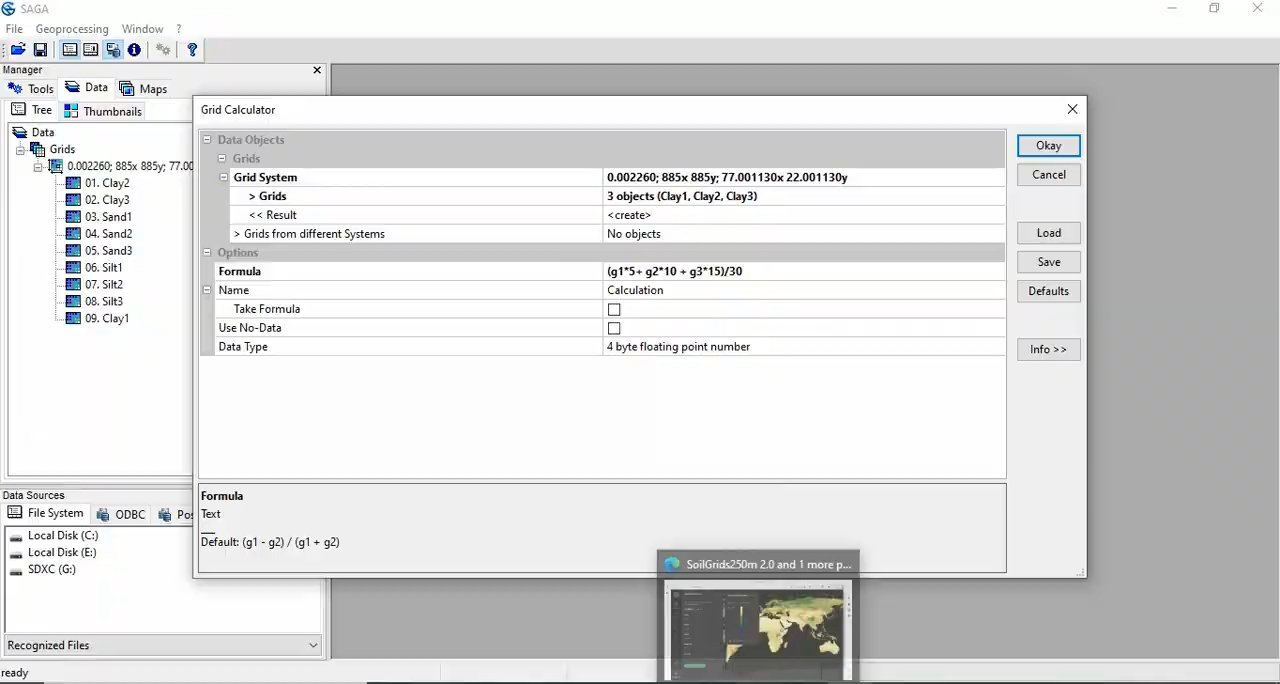 SAGA
File Geoprocessing Window ?
Manager
Tools Data Maps
Tree Thumbnails
Data
Grids
0.002260; 885x 885y; 77.00
01. Clay2
02. Clay3
03. Sand1
04. Sand2
05. Sand3
06. Silt1
07. Silt2
08. Silt3
09. Clay1
Data Sources
File System ODBC Pos
Local Disk (C:)
Local Disk (E:)
SDXC (G:)
Recognized Files
ready
Grid Calculator
Data Objects
Grids
Grid System 0.002260; 885x 885y; 77.001130x 22.001130y
> Grids 3 objects (Clay1, Clay2, Clay3)
<< Result <create>
> Grids from different Systems No objects
Options
Formula (g1*5+ g2*10 + g3*15)/30
Name Calculation
Take Formula
Use No-Data
Data Type 4 byte floating point number
Formula
Text
Default: (g1 - g2) / (g1 + g2)
Okay
Cancel
Load
Save
Defaults
Info >>
SoilGrids250m 2.0 and 1 more p...